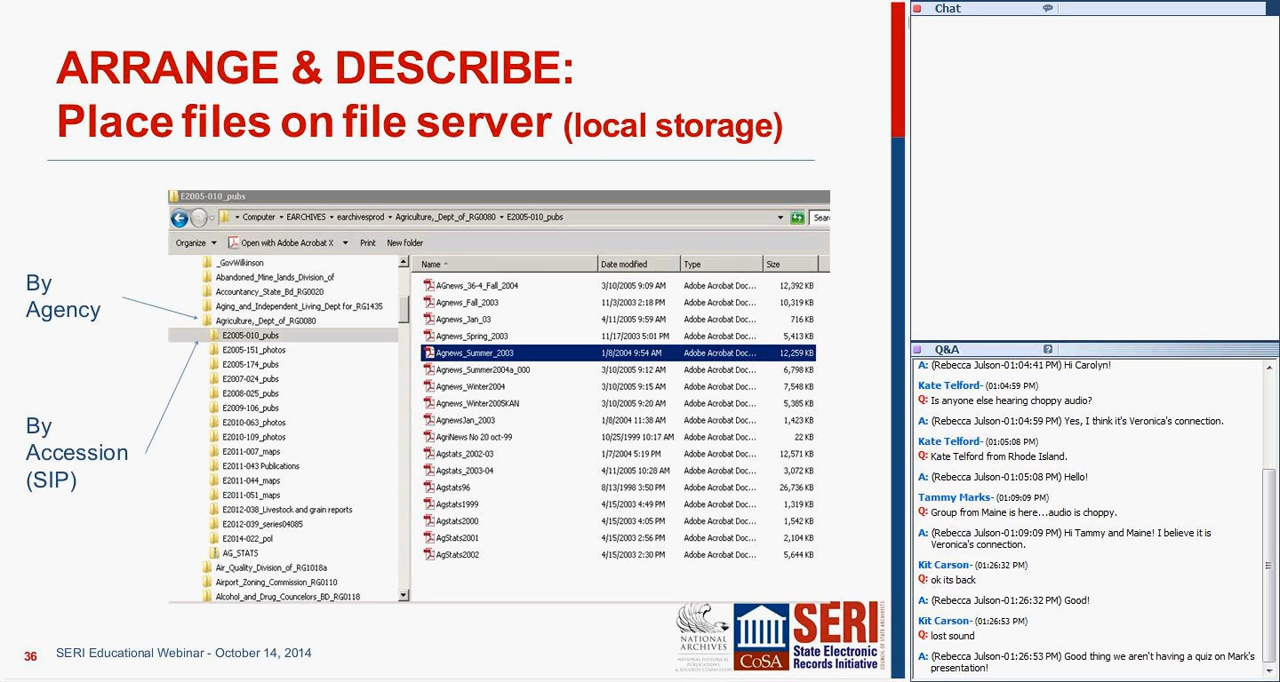 ARRANGE & DESCRIBE:
Place files on file server (local storage)
By
Agency
By
Accession
(SIP)
E2005-010_pubs
Computer EARCHIVES earchivesprod Agriculture,_Dept_of_RG0080 E2005-010_pubs
Sear
Organize Open with Adobe Acrobat X Print New folder
_GovWilkinson
Abandoned_Mine_lands_Division_of
Accountancy_State_Bd_RG0020
Aging_and_Independent_Living_Dept for_RG1435
Agriculture,_Dept_of_RG0080
E2005-010_pubs
E2005-151_photos
E2005-174_pubs
E2007-024_pubs
E2008-025_pubs
E2009-106_pubs
E2010-063_photos
E2010-109_photos
E2011-007_maps
E2011-043 Publications
E2011-044_maps
E2011-051_maps
E2012-038_Livestock and grain reports
E2012-039_series04085
E2014-022_pol
AG_STATS
Air_Quality_Division_of_RG1018a
Airport_Zoning_Commission_RG0110
Alcohol_and_Drug_Councelors_BD_RG0118
Name Date modified Type Size
AGnews_36-4_Fall_2004 3/10/2005 9:09 AM Adobe Acrobat Doc... 12,392 KB
AGnews_Fall_2003 11/3/2003 2:18 PM Adobe Acrobat Doc... 10,319 KB
Agnews_Jan_03 4/11/2005 9:59 AM Adobe Acrobat Doc... 716 KB
Agnews_Spring_2003 11/17/2003 5:01 PM Adobe Acrobat Doc... 5,413 KB
Agnews_Summer_2003 1/8/2004 9:54 AM Adobe Acrobat Doc... 12,259 KB
Agnews_Summer2004a_000 3/10/2005 9:12 AM Adobe Acrobat Doc... 6,798 KB
Agnews_Winter2004 3/10/2005 9:15 AM Adobe Acrobat Doc... 7,548 KB
Agnews_Winter2005KAN 3/10/2005 9:20 AM Adobe Acrobat Doc... 5,385 KB
AgnewsJan_2003 1/8/2004 11:38 AM Adobe Acrobat Doc... 1,423 KB
AgriNews No 20 oct-99 10/25/1999 10:17 AM Adobe Acrobat Doc... 22 KB
Agstats_2002-03 1/7/2004 5:19 PM Adobe Acrobat Doc... 12,571 KB
Agstats_2003-04 4/11/2005 10:28 AM Adobe Acrobat Doc... 3,072 KB
Agstats96 8/13/1998 3:50 PM Adobe Acrobat Doc... 26,736 KB
Agstats1999 4/15/2003 4:49 PM Adobe Acrobat Doc... 1,319 KB
Agstats2000 4/15/2003 4:05 PM Adobe Acrobat Doc... 1,542 KB
AgStats2001 4/15/2003 2:56 PM Adobe Acrobat Doc... 2,104 KB
AgStats2002 4/15/2003 2:30 PM Adobe Acrobat Doc... 5,644 KB
36 SERI Educational Webinar - October 14, 2014
NATIONAL
ARCHIVES
CoSA
SERI
State Electronic
Records Initiative
COUNCIL OF STATE ARCHIVISTS
Chat
Q&A
A: (Rebecca Julson-01:04:41 PM) Hi Carolyn!
Kate Telford- (01:04:59 PM)
Q: Is anyone else hearing choppy audio?
A: (Rebecca Julson-01:04:59 PM) Yes, I think it's Veronica's connection.
Kate Telford- (01:05:08 PM)
Q: Kate Telford from Rhode Island.
A: (Rebecca Julson-01:05:08 PM) Hello!
Tammy Marks- (01:09:09 PM)
Q: Group from Maine is here...audio is choppy.
A: (Rebecca Julson-01:09:09 PM) Hi Tammy and Maine! I believe it is
Veronica's connection.
Kit Carson- (01:26:32 PM)
Q: ok its back
A: (Rebecca Julson-01:26:32 PM) Good!
Kit Carson- (01:26:53 PM)
Q: lost sound
A: (Rebecca Julson-01:26:53 PM) Good thing we aren't having a quiz on Mark's
presentation!